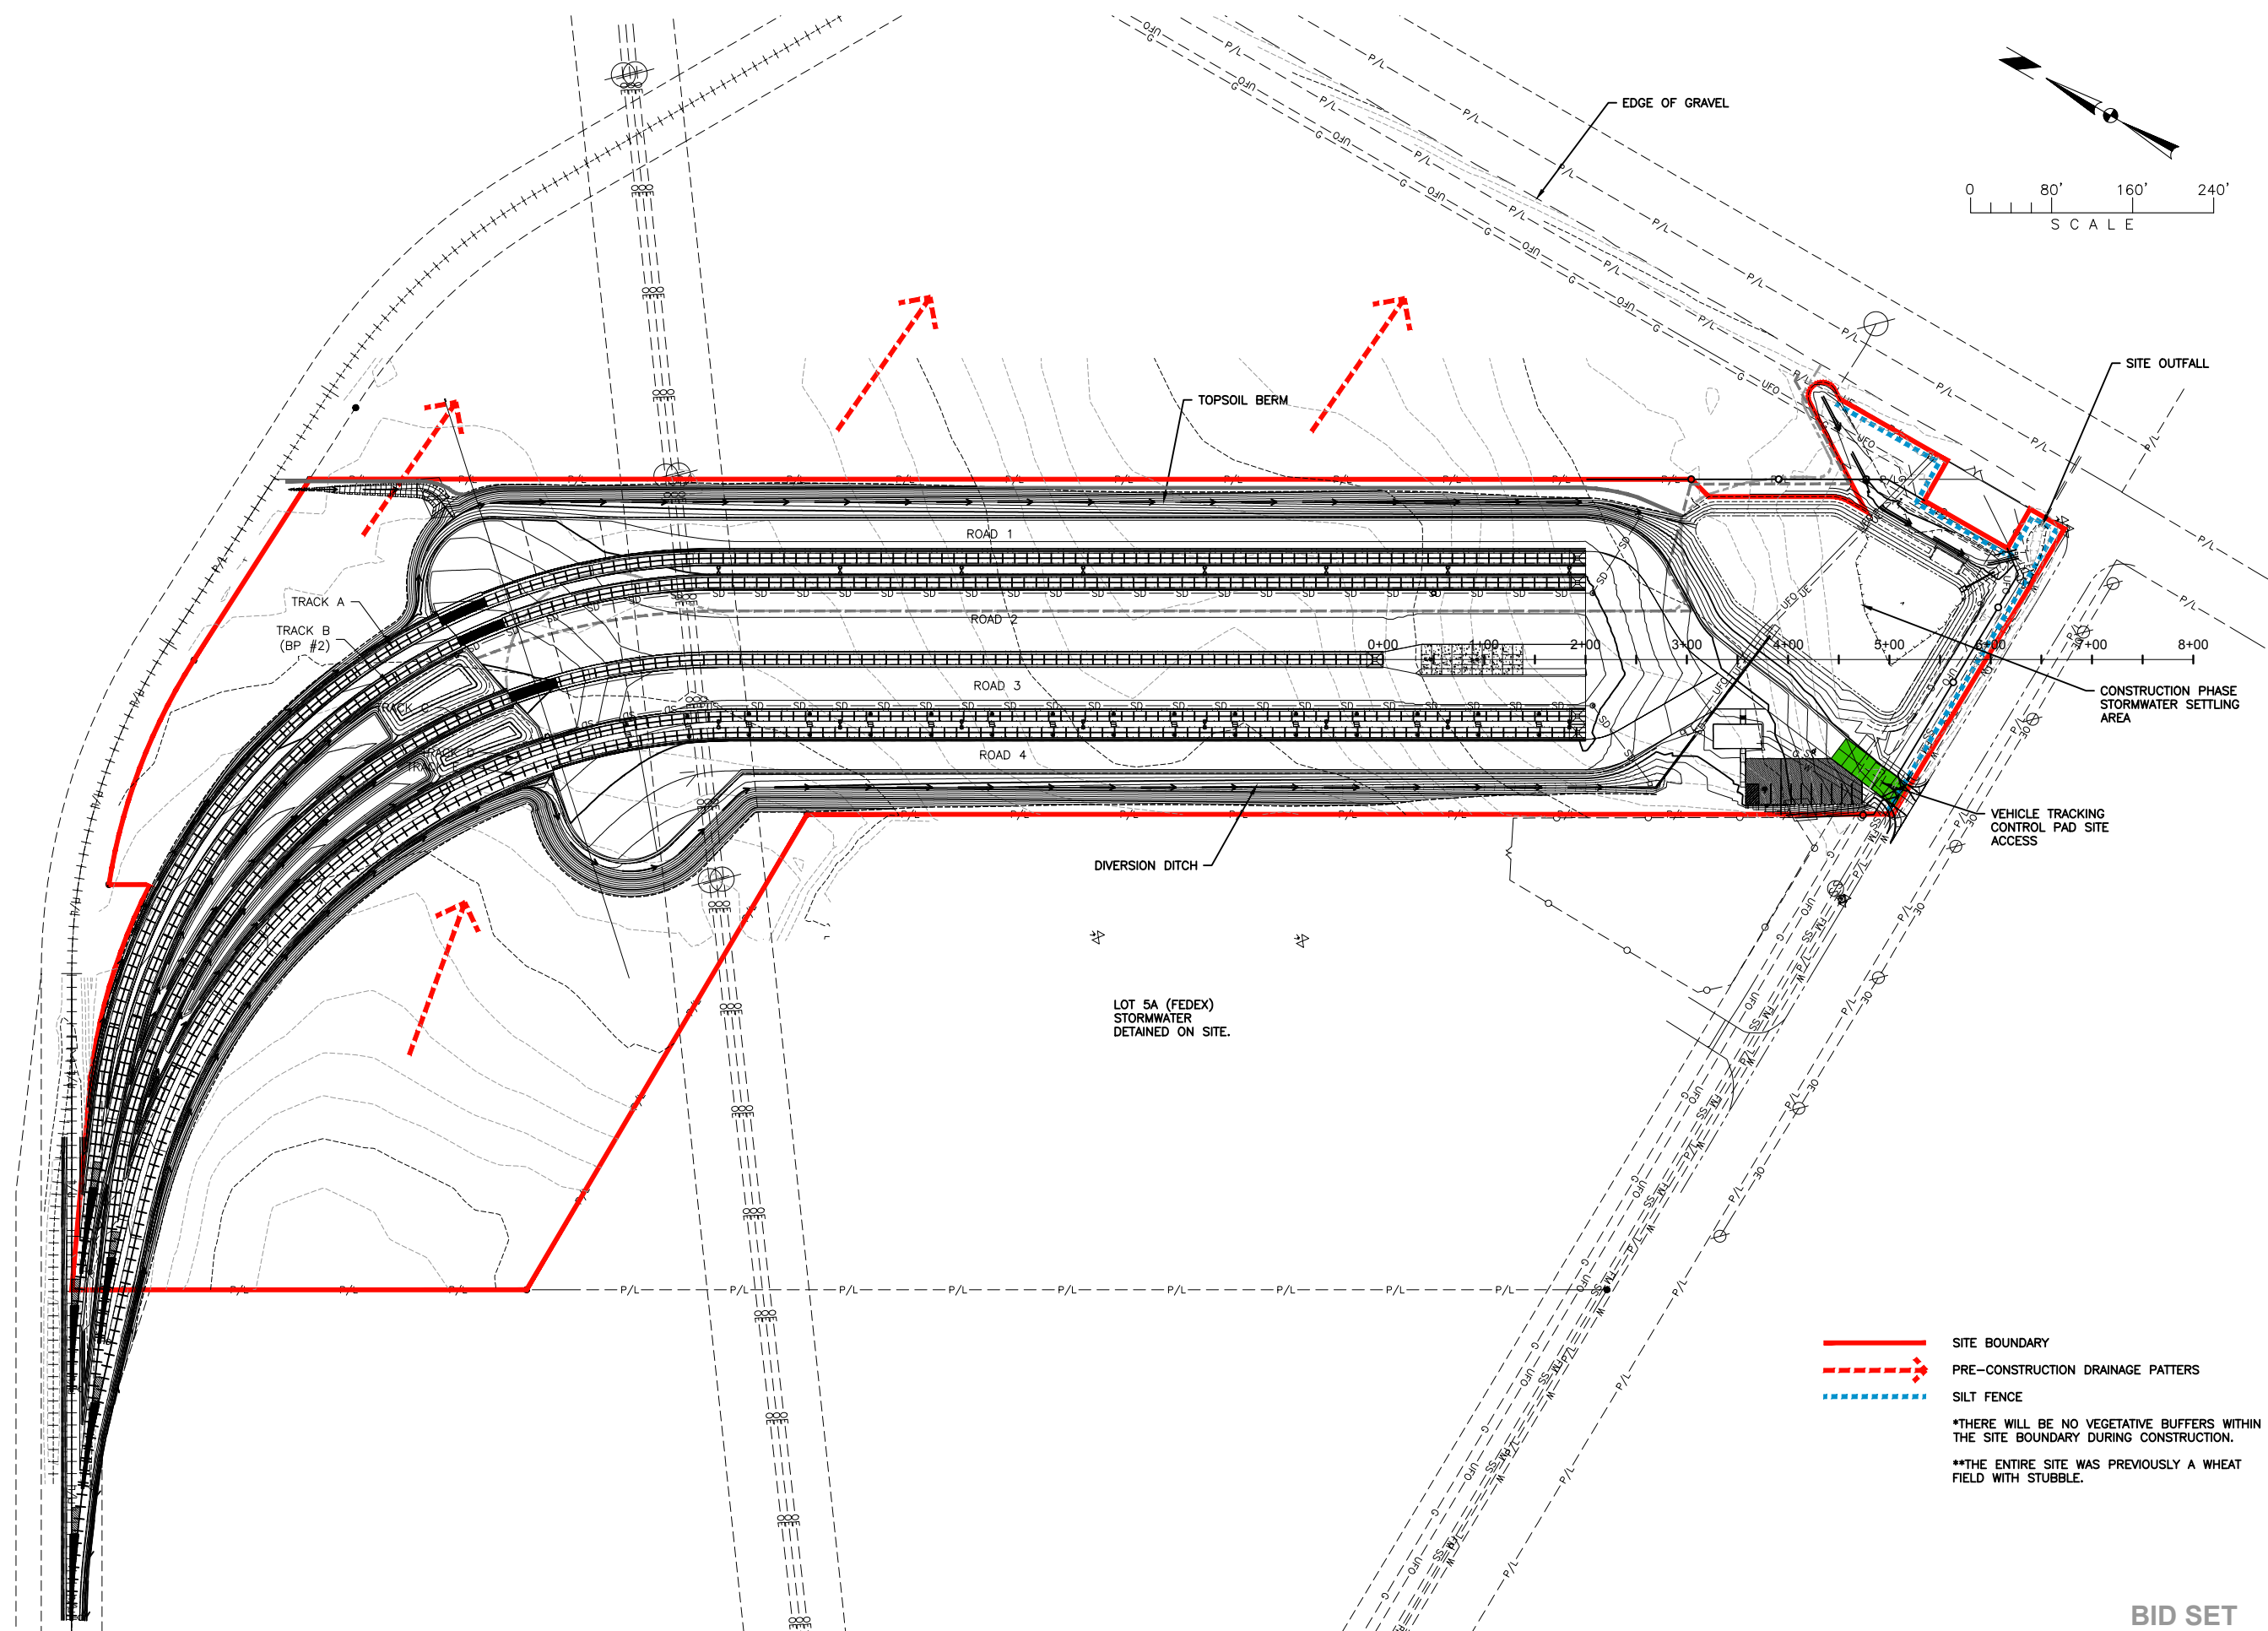 EDGE OF GRAVEL
0 80' 160' 240'
SCALE
SITE OUTFALL
TOPSOIL BERM
ROAD 1
TRACK A
TRACK B
(BP #2)
ROAD 2
0+00 1+00 2+00 3+00 4+00 5+00 6+00 7+00 8+00
ROAD 3
TRACK C
TRACK D
TRACK
ROAD 4
CONSTRUCTION PHASE
STORMWATER SETTLING
AREA
VEHICLE TRACKING
CONTROL PAD SITE
ACCESS
DIVERSION DITCH
LOT 5A (FEDEX)
STORMWATER
DETAINED ON SITE.
P/L P/L P/L P/L P/L P/L P/L P/L P/L
SITE BOUNDARY
PRE-CONSTRUCTION DRAINAGE PATTERS
SILT FENCE
*THERE WILL BE NO VEGETATIVE BUFFERS WITHIN
THE SITE BOUNDARY DURING CONSTRUCTION.
**THE ENTIRE SITE WAS PREVIOUSLY A WHEAT
FIELD WITH STUBBLE.
BID SET